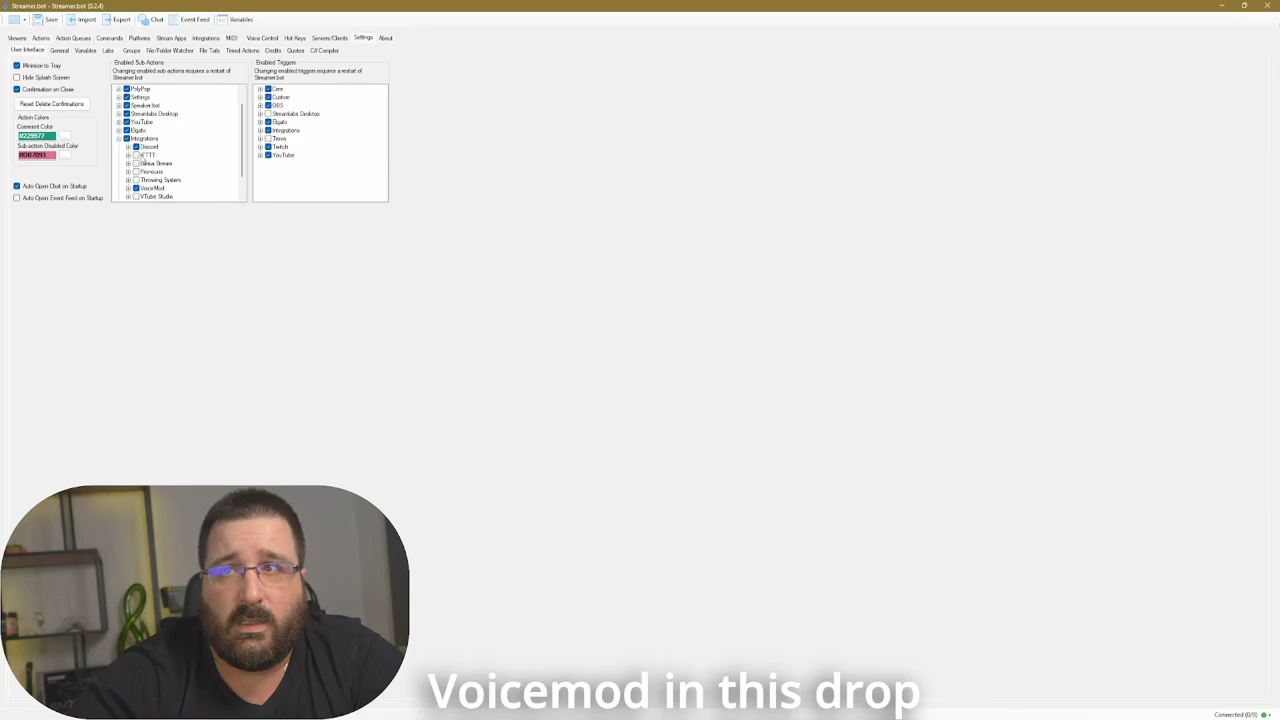 Streamer.bot - Streamer.bot (0.2.4)
Save Import Export Chat Event Feed Variables
Viewers Actions Action Queues Commands Platforms Stream Apps Integrations MIDI Voice Control Hot Keys Servers/Clients Settings About
User Interface General Variables Labs Groups File/Folder Watcher File Tails Timed Actions Credits Quotes C# Compiler
Minimize to Tray
Hide Splash Screen
Confirmation on Close
Reset Delete Confirmations
Action Colors
Comment Color
#229977
...
Sub-action Disabled Color
#DB7093
...
Auto Open Chat on Startup
Auto Open Event Feed on Startup
Enabled Sub-Actions
Changing enabled sub-actions requires a restart of
Streamer.bot
PolyPop
Settings
Speaker.bot
Streamlabs Desktop
YouTube
Elgato
Integrations
Discord
IFTTT
Pronouns
Throwing System
VoiceMod
VTube Studio
Enabled Triggers
Changing enabled triggers requires a restart of
Streamer.bot
Core
Custom
OBS
Streamlabs Desktop
Elgato
Integrations
Trovo
Twitch
YouTube
Voicemod in this drop
Connected (0/0)